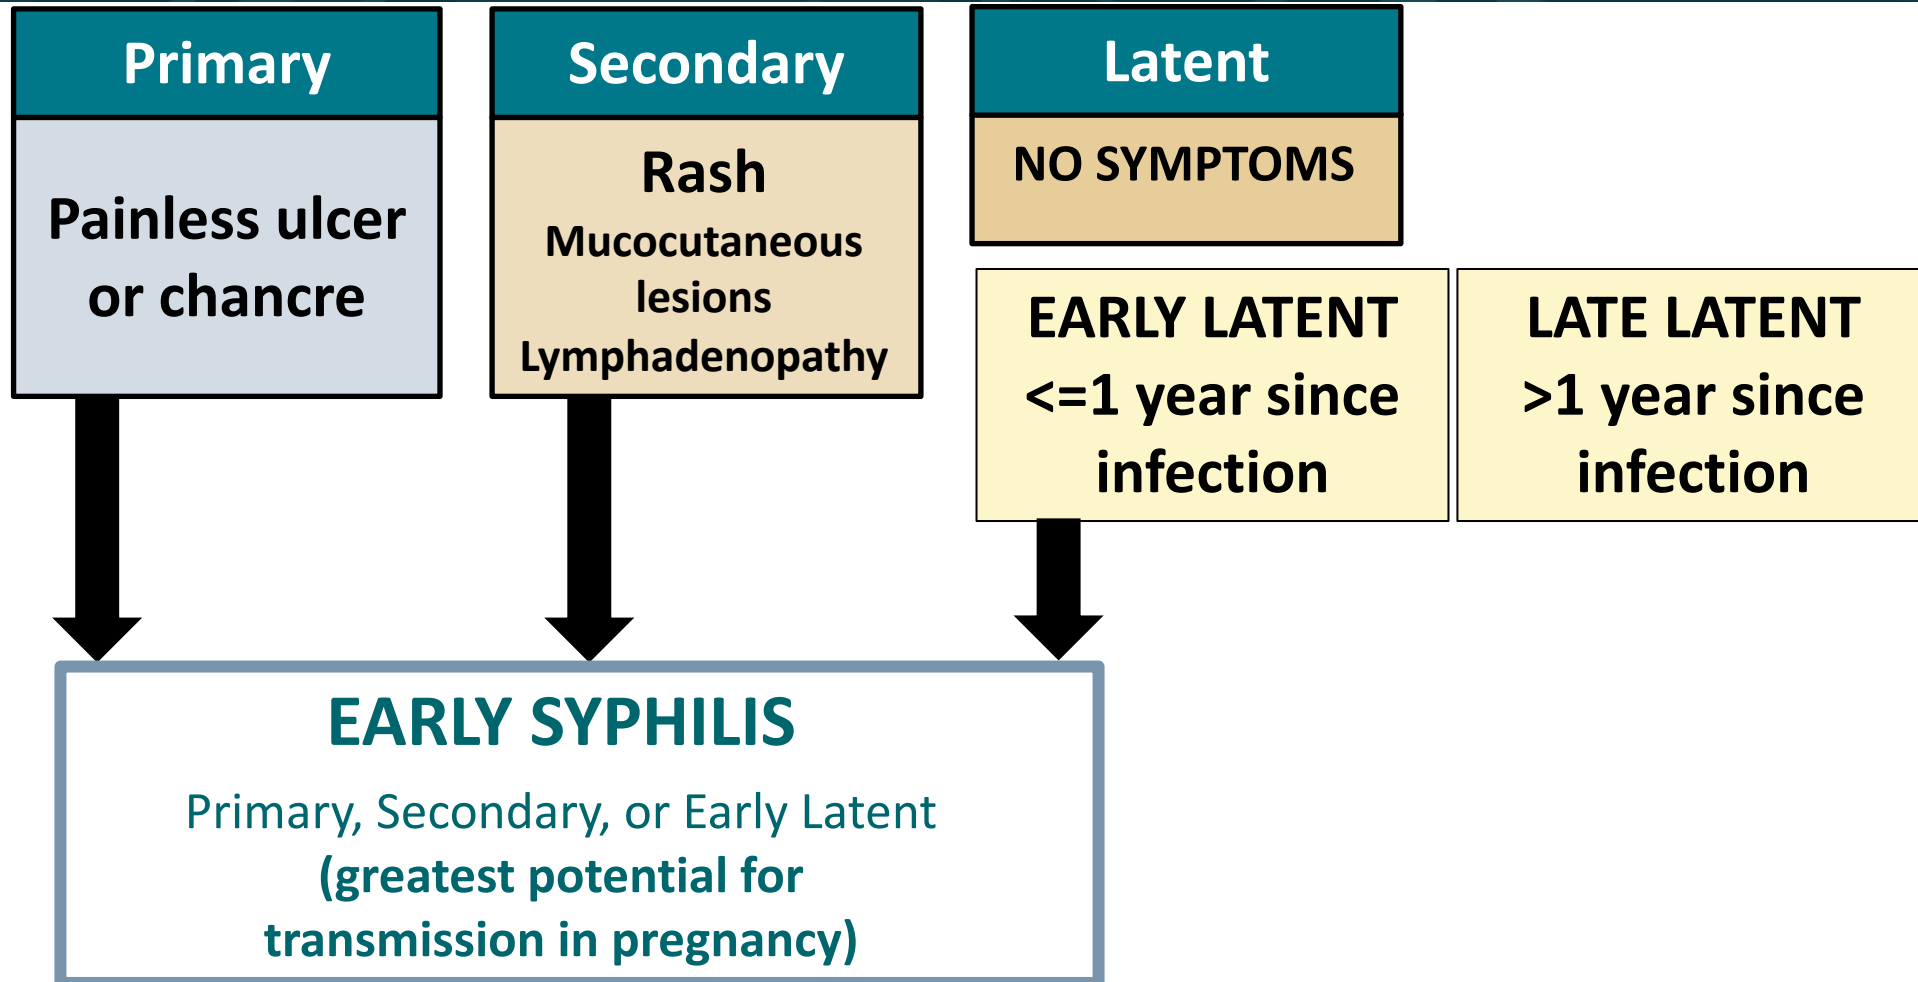 Primary
Painless ulcer
or chancre
Secondary
Rash
Mucocutaneous
lesions
Lymphadenopathy
Latent
NO SYMPTOMS
EARLY LATENT
<=1 year since
infection
LATE LATENT
>1 year since
infection
EARLY SYPHILIS
Primary, Secondary, or Early Latent
(greatest potential for
transmission in pregnancy)